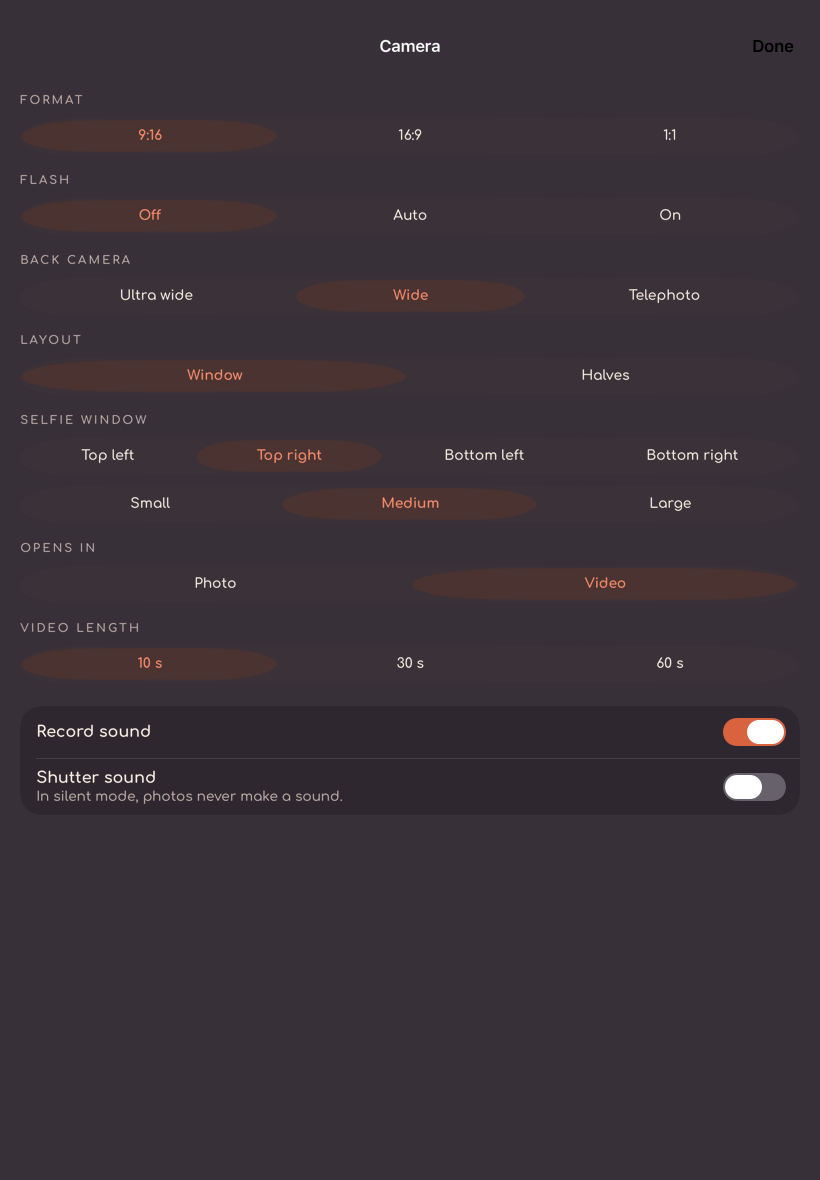 Camera
Done
FORMAT
9:16 16:9 1:1
FLASH
Off Auto On
BACK CAMERA
Ultra wide Wide Telephoto
LAYOUT
Window Halves
SELFIE WINDOW
Top left Top right Bottom left Bottom right
Small Medium Large
OPENS IN
Photo Video
VIDEO LENGTH
10 s 30 s 60 s
Record sound
Shutter sound
In silent mode, photos never make a sound.